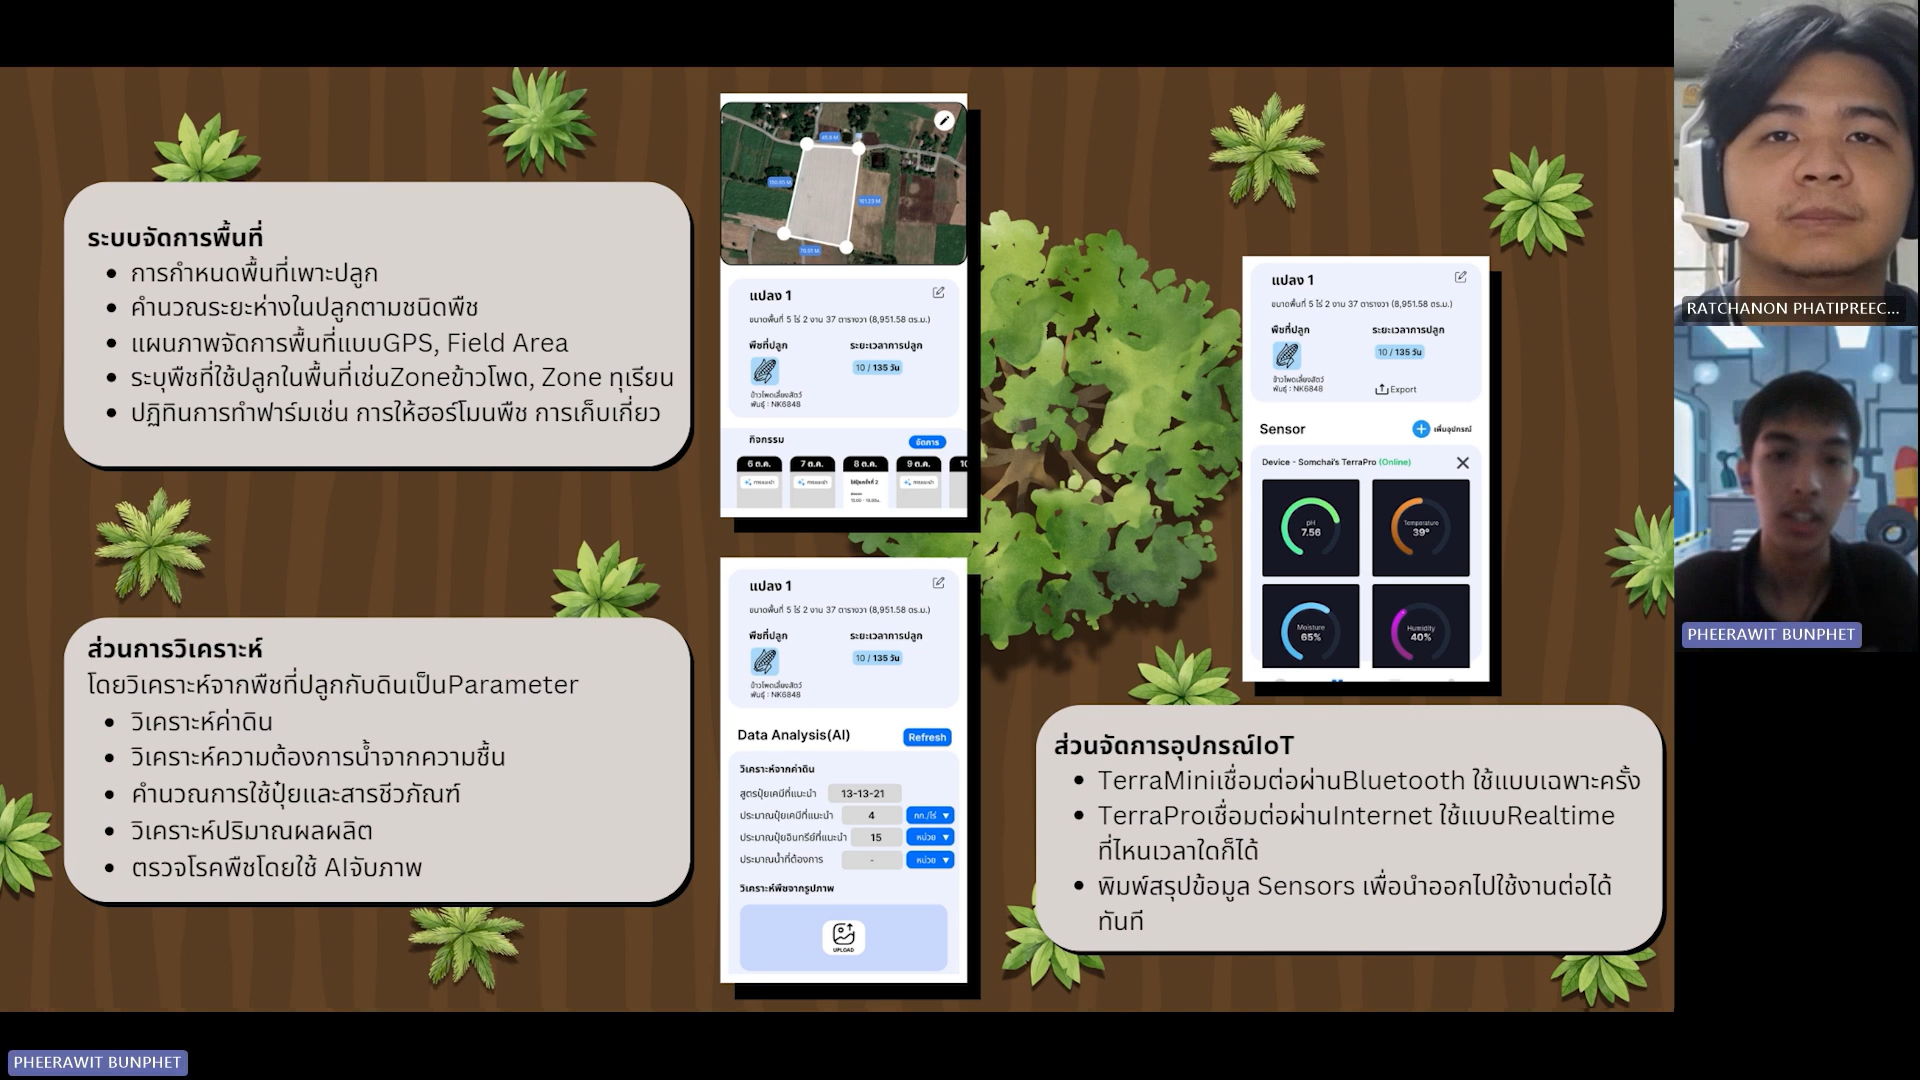 ระบบจัดการพื้นที่
การกำหนดพื้นที่เพาะปลูก
คำนวณระยะห่างในปลูกตามชนิดพืช
แผนภาพจัดการพื้นที่แบบGPS, Field Area
ระบุพืชที่ใช้ปลูกในพื้นที่เช่นZoneข้าวโพด, Zone ทุเรียน
ปฏิทินการทำฟาร์มเช่น การให้ฮอร์โมนพืช การเก็บเกี่ยว
ส่วนการวิเคราะห์
โดยวิเคราะห์จากพืชที่ปลูกกับดินเป็นParameter
วิเคราะห์ค่าดิน
วิเคราะห์ความต้องการน้ำจากความชื้น
คำนวณการใช้ปุ๋ยและสารชีวภัณฑ์
วิเคราะห์ปริมาณผลผลิต
ตรวจโรคพืชโดยใช้ AIจับภาพ
แปลง 1
ขนาดพื้นที่ 5 ไร่ 2 งาน 37 ตารางวา (8,951.58 ตร.ม.)
พืชที่ปลูก ระยะเวลาการปลูก
10 / 135 วัน
ข้าวโพดเลี้ยงสัตว์
พันธุ์ : NK6848
กิจกรรม จัดการ
6 ต.ค. 7 ต.ค. 8 ต.ค. 9 ต.ค. 10
แปลง 1
ขนาดพื้นที่ 5 ไร่ 2 งาน 37 ตารางวา (8,951.58 ตร.ม.)
พืชที่ปลูก ระยะเวลาการปลูก
10 / 135 วัน
ข้าวโพดเลี้ยงสัตว์
พันธุ์ : NK6848
Data Analysis(AI) Refresh
วิเคราะห์จากค่าดิน
สูตรปุ๋ยเคมีที่แนะนำ 13-13-21
ประมาณปุ๋ยเคมีที่แนะนำ 4 กก./ไร่
ประมาณปุ๋ยอินทรีย์ที่แนะนำ 15 หน่วย
ประมาณน้ำที่ต้องการ - หน่วย
วิเคราะห์พืชจากรูปภาพ
UPLOAD
แปลง 1
ขนาดพื้นที่ 5 ไร่ 2 งาน 37 ตารางวา (8,951.58 ตร.ม.)
พืชที่ปลูก ระยะเวลาการปลูก
10 / 135 วัน
ข้าวโพดเลี้ยงสัตว์
พันธุ์ : NK6848
Export
Sensor เพิ่มอุปกรณ์
Device - Somchai's TerraPro (Online)
pH
7.56
Temperature
39°
Moisture
65%
Humidity
40%
ส่วนจัดการอุปกรณ์IoT
TerraMiniเชื่อมต่อผ่านBluetooth ใช้แบบเฉพาะครั้ง
TerraProเชื่อมต่อผ่านInternet ใช้แบบRealtime
ที่ไหนเวลาใดก็ได้
พิมพ์สรุปข้อมูล Sensors เพื่อนำออกไปใช้งานต่อได้
ทันที
RATCHANON PHATIPREEC...
PHEERAWIT BUNPHET
PHEERAWIT BUNPHET